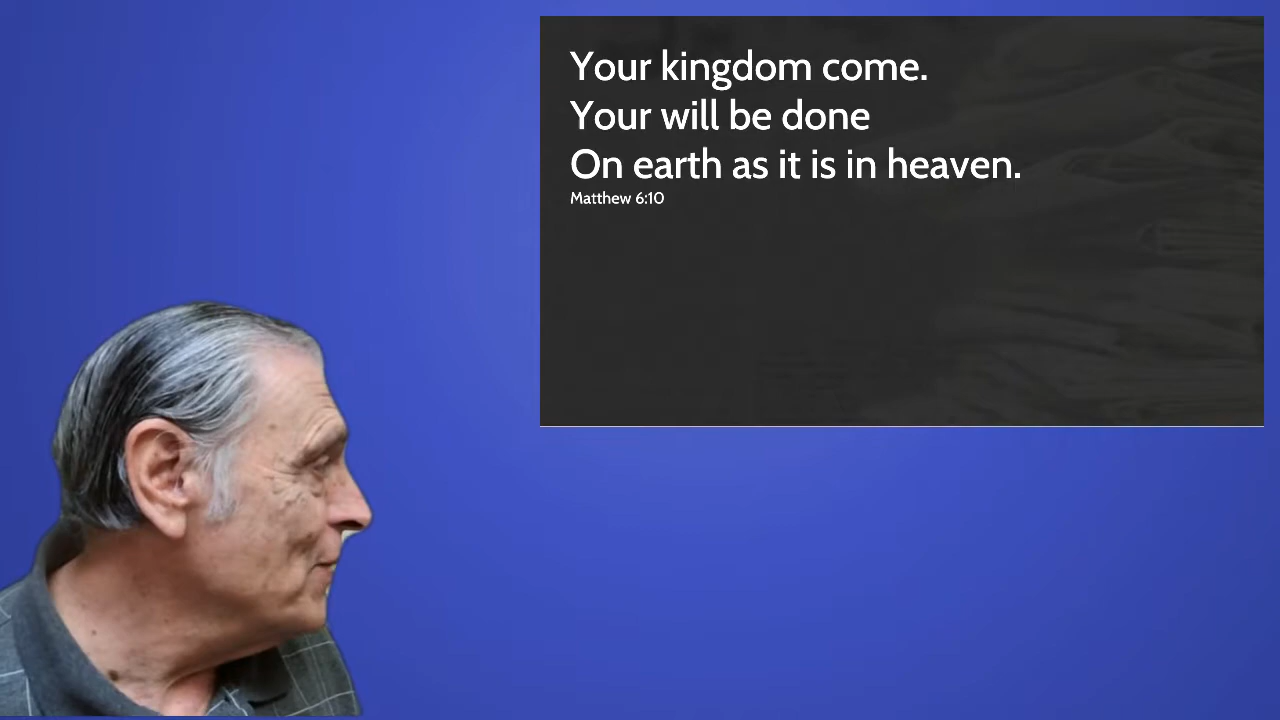 Your kingdom come.
Your will be done
On earth as it is in heaven.
Matthew 6:10